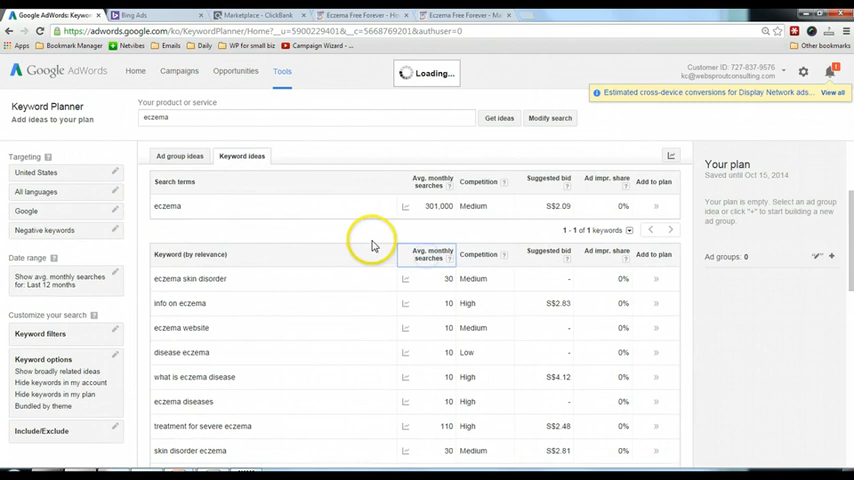 Google AdWords: Keyw
Bing Ads
Marketplace - ClickBank
Eczema Free Forever - H
Eczema Free Forever - M
https://adwords.google.com/ko/KeywordPlanner/Home?__u=5900229401&__c=5668769201&authuser=0
Apps
Bookmark Manager
Netvibes
Emails
Daily
WP for small biz
Campaign Wizard -
Other bookmarks
Google AdWords
Home
Campaigns
Opportunities
Tools
Loading...
Customer ID: 727-837-9576
kc@websproutconsulting.com
1
Estimated cross-device conversions for Display Network ads...
View all
Keyword Planner
Add ideas to your plan
Your product or service
eczema
Get ideas
Modify search
Targeting ?
United States
All languages
Google
Negative keywords
Date range
Show avg. monthly searches
for: Last 12 months
Customize your search ?
Keyword filters
Keyword options
Show broadly related ideas
Hide keywords in my account
Hide keywords in my plan
Bundled by theme
Include/Exclude
Ad group ideas
Keyword ideas
Search terms
Avg. monthly
searches ?
Competition ?
Suggested bid ?
Ad impr. share ?
Add to plan
eczema 301,000 Medium S$2.09 0% »
1 - 1 of 1 keywords
Keyword (by relevance)
Avg. monthly
searches ?
Competition ?
Suggested bid ?
Ad impr. share ?
Add to plan
eczema skin disorder 30 Medium - 0% »
info on eczema 10 High S$2.83 0% »
eczema website 10 Medium - 0% »
disease eczema 10 Low - 0% »
what is eczema disease 10 High S$4.12 0% »
eczema diseases 10 High - 0% »
treatment for severe eczema 110 High S$2.48 0% »
skin disorder eczema 30 Medium S$2.81 0% »
Your plan
Saved until Oct 15, 2014
Your plan is empty. Select an ad group
idea or click "+" to start building a new
ad group.
Ad groups: 0